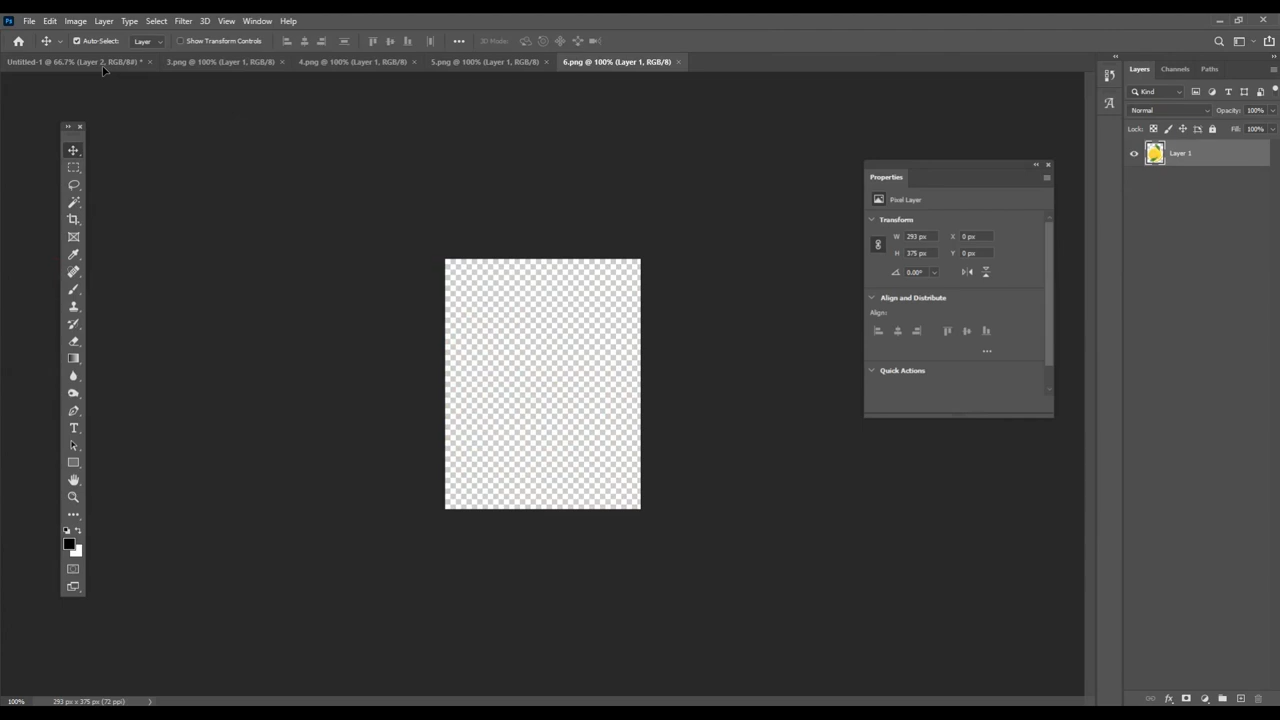 Ps File Edit Image Layer Type Select Filter 3D View Window Help
Auto-Select: Layer Show Transform Controls 3D Mode:
Untitled-1 @ 66.7% (Layer 2, RGB/8#) * × 3.png @ 100% (Layer 1, RGB/8) × 4.png @ 100% (Layer 1, RGB/8) × 5.png @ 100% (Layer 1, RGB/8) × 6.png @ 100% (Layer 1, RGB/8) ×
Layers Channels Paths
Kind
Normal Opacity: 100%
Lock: Fill: 100%
Layer 1
Properties
Pixel Layer
Transform
W 293 px X 0 px
H 375 px Y 0 px
0.00°
Align and Distribute
Align:
Quick Actions
100% 293 px x 375 px (72 ppi)